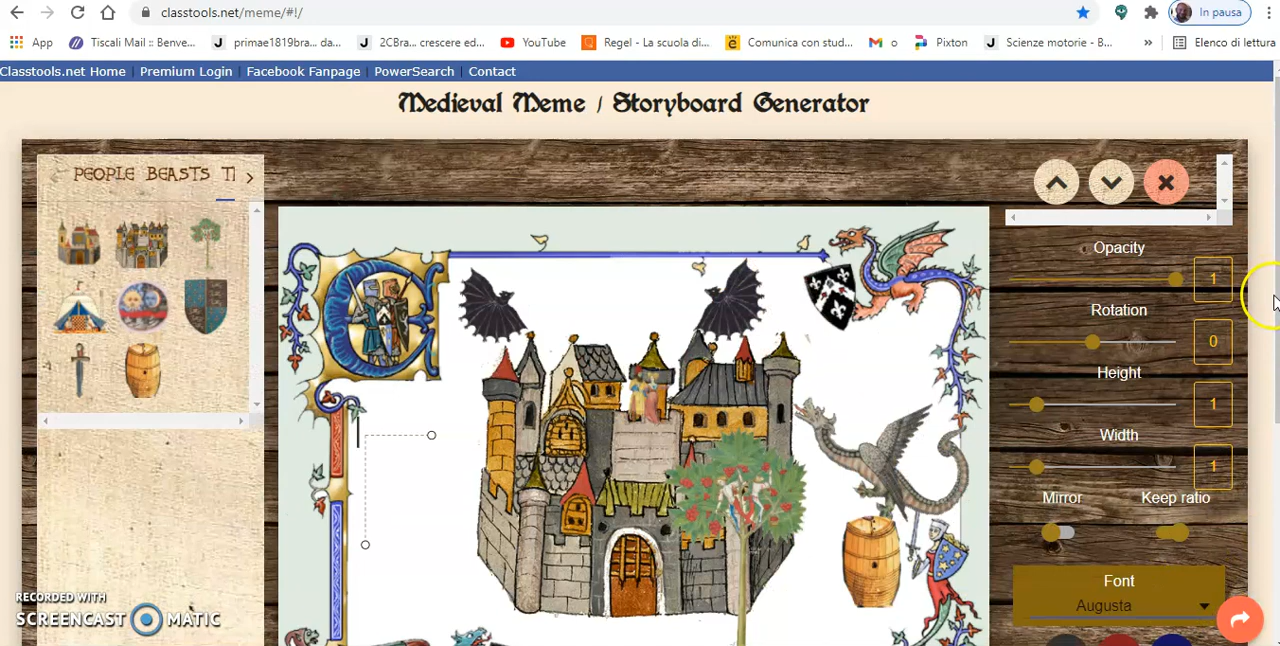 classtools.net/meme/#!/
In pausa
App
Tiscali Mail :: Benve...
primae1819bra... da...
2CBra... crescere ed...
YouTube
Regel - La scuola di...
Comunica con stud...
o
Pixton
Scienze motorie - B...
»
Elenco di lettura
Classtools.net Home | Premium Login | Facebook Fanpage | PowerSearch | Contact
Medieval Meme / Storyboard Generator
PEOPLE BEASTS
Opacity
1
Rotation
0
Height
1
Width
1
Mirror
Keep ratio
Font
Augusta
RECORDED WITH
SCREENCAST MATIC